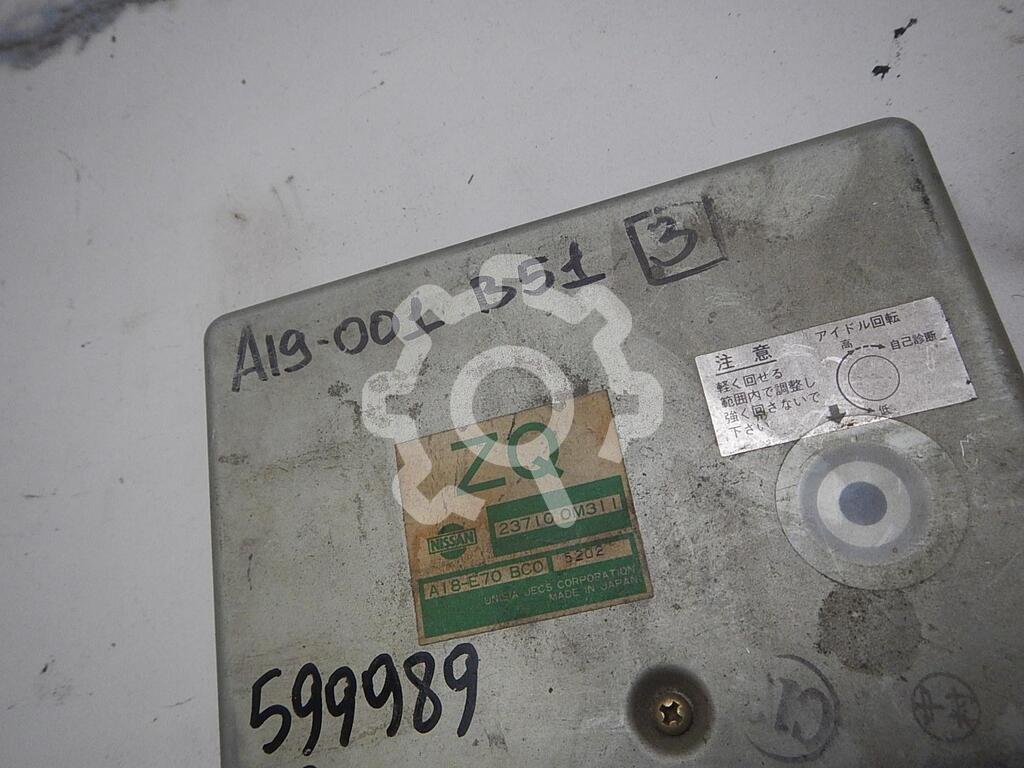 A19-001 B51 3
注意
軽く回せる
範囲内で調整し
強く回さないで
下さい
アイドル回転
高
自己診断
低
ZQ
NISSAN
23710 0M311
A18-E70 BC0 5202
UNISIA JECS CORPORATION
MADE IN JAPAN
599989